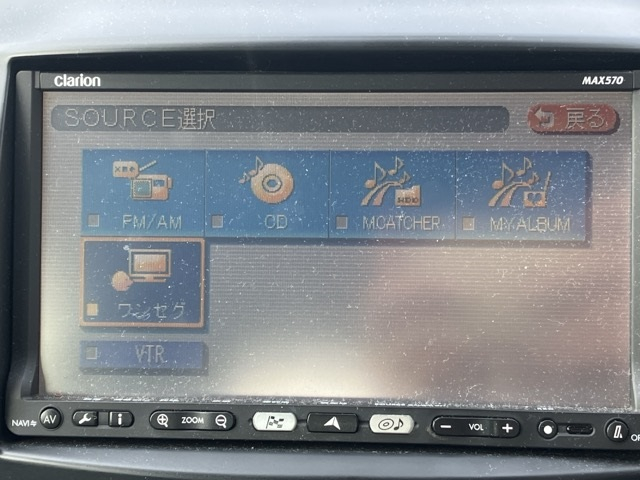 Clarion
MAX570
SOURCE選択
戻る
FM/AM
CD
MCATCHER
MYALBUM
ワンセグ
VTR
NAVI
AV
ZOOM
VOL